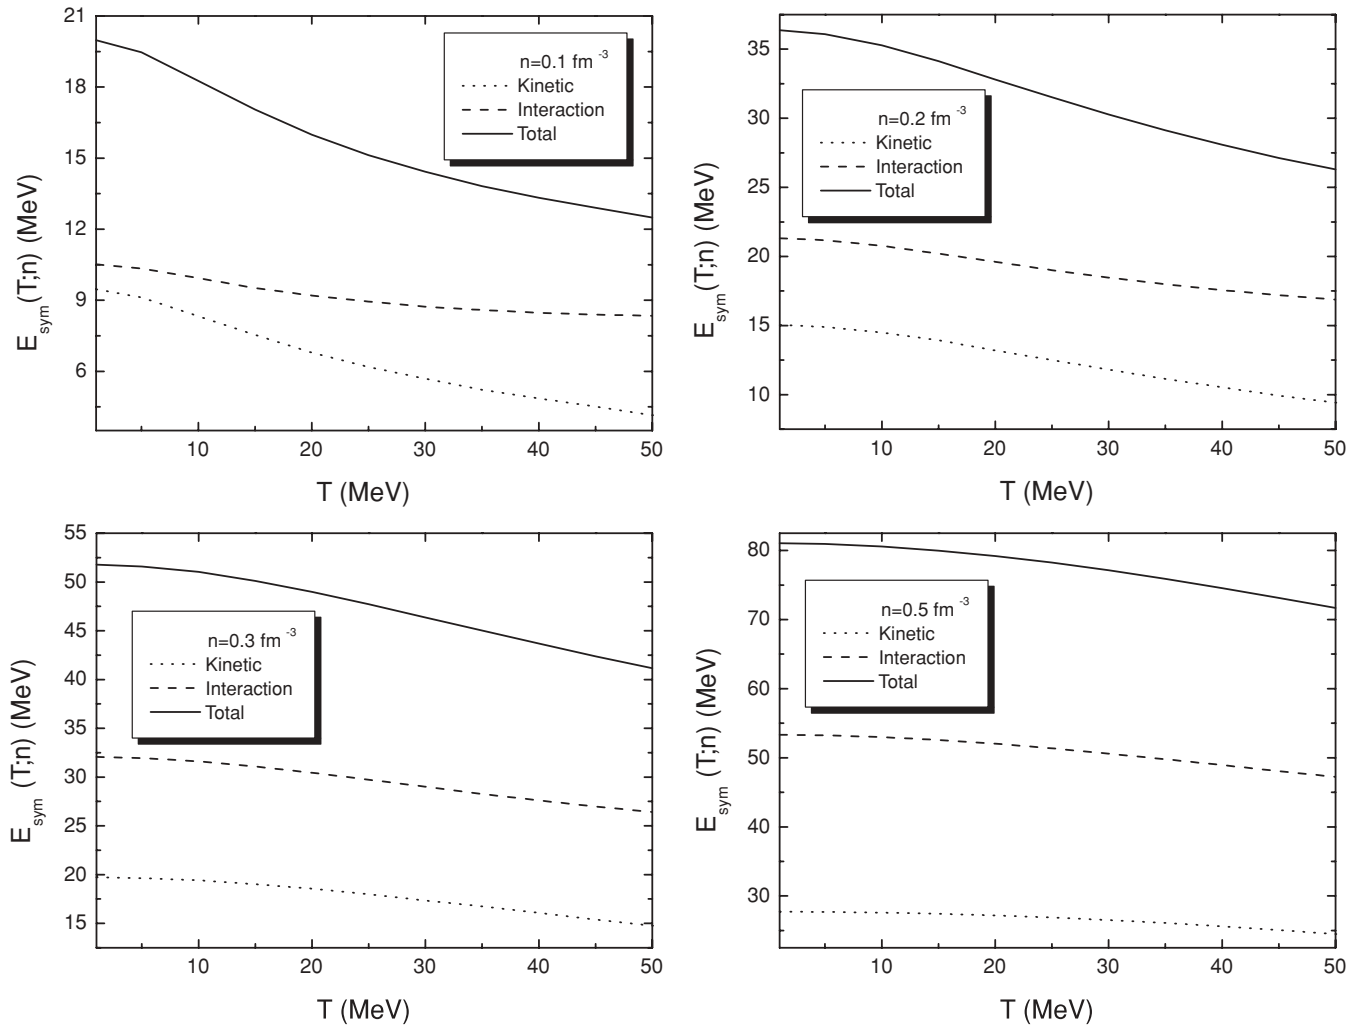 21
18
15
12
9
6
E_sym(T;n) (MeV)
n=0.1 fm⁻³
Kinetic
Interaction
Total
10 20 30 40 50
T (MeV)
35
30
25
20
15
10
E_sym(T;n) (MeV)
n=0.2 fm⁻³
Kinetic
Interaction
Total
10 20 30 40 50
T (MeV)
55
50
45
40
35
30
25
20
15
E_sym (T;n) (MeV)
n=0.3 fm⁻³
Kinetic
Interaction
Total
10 20 30 40 50
T (MeV)
80
70
60
50
40
30
E_sym (T;n) (MeV)
n=0.5 fm⁻³
Kinetic
Interaction
Total
10 20 30 40 50
T (MeV)